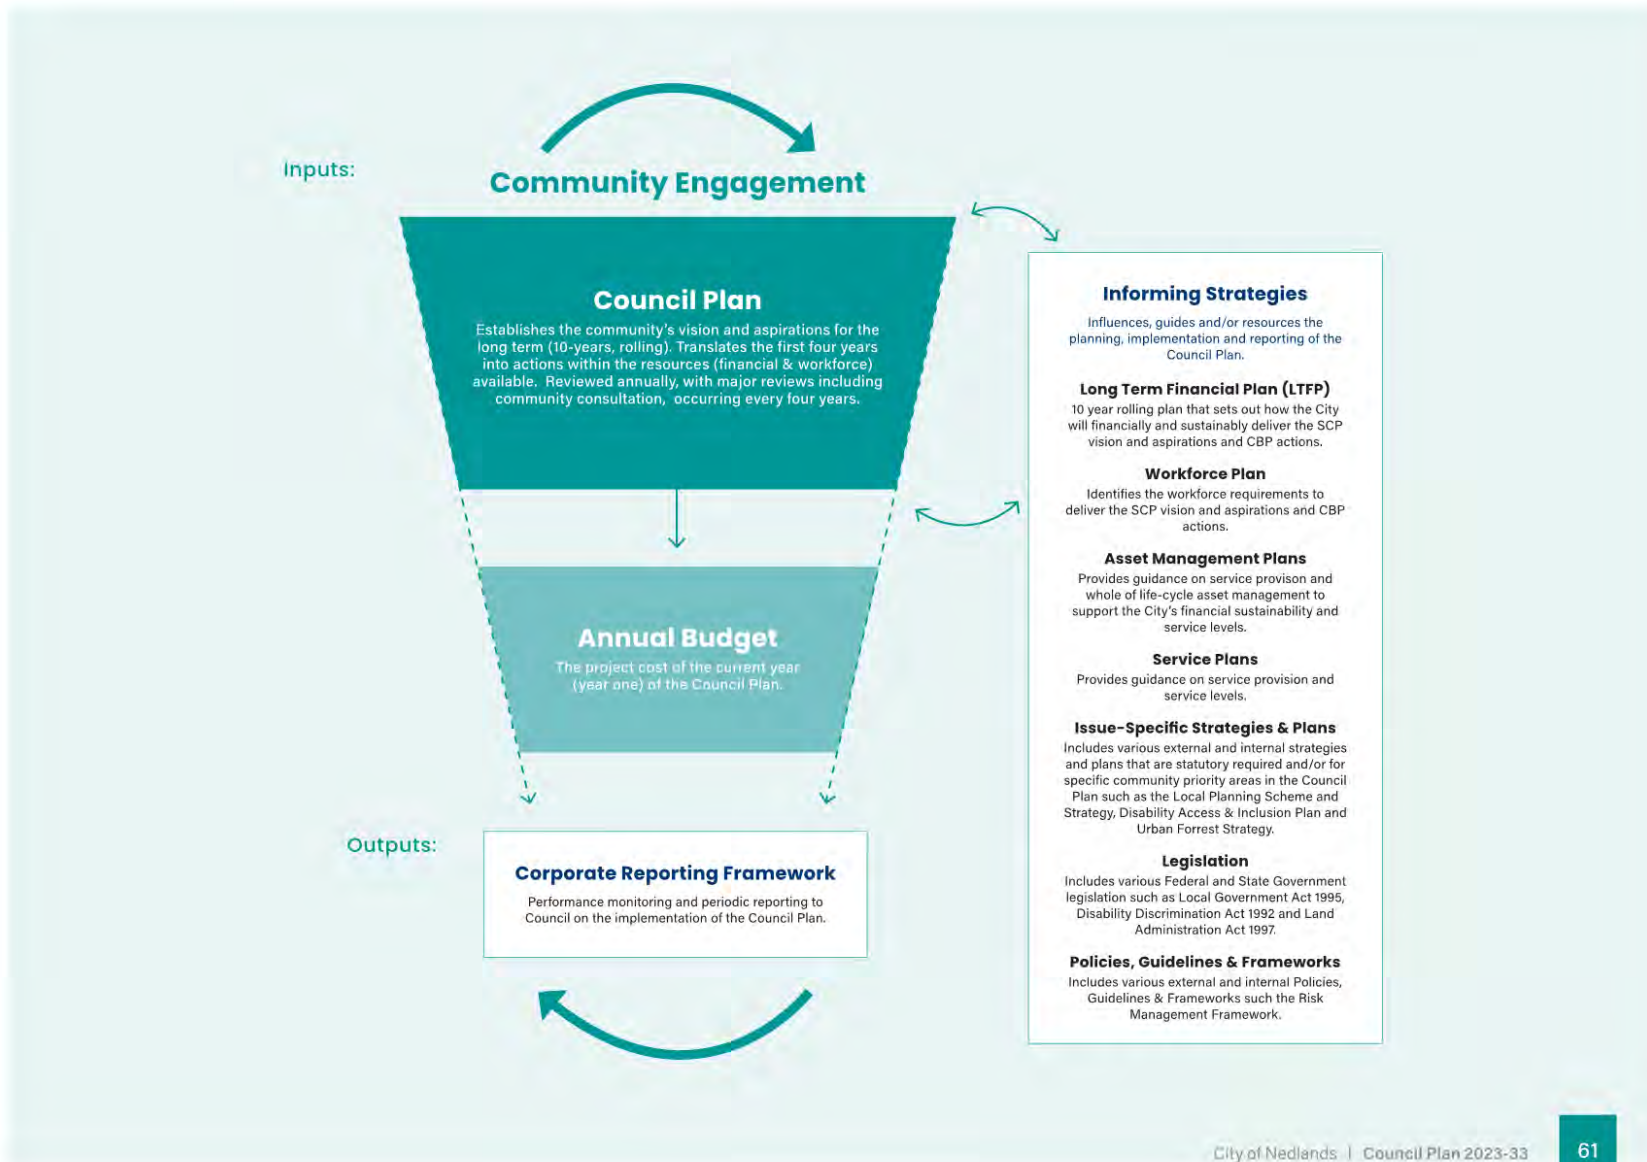 Inputs:
Community Engagement
Council Plan
Establishes the community's vision and aspirations for the
long term (10-years, rolling). Translates the first four years
into actions within the resources (financial & workforce)
available. Reviewed annually, with major reviews including
community consultation, occurring every four years.
Annual Budget
The project cost of the current year
(year one) of the Council Plan.
Outputs:
Corporate Reporting Framework
Performance monitoring and periodic reporting to
Council on the implementation of the Council Plan.
Informing Strategies
Influences, guides and/or resources the
planning, implementation and reporting of the
Council Plan.
Long Term Financial Plan (LTFP)
10 year rolling plan that sets out how the City
will financially and sustainably deliver the SCP
vision and aspirations and CBP actions.
Workforce Plan
Identifies the workforce requirements to
deliver the SCP vision and aspirations and CBP
actions.
Asset Management Plans
Provides guidance on service provison and
whole of life-cycle asset management to
support the City's financial sustainability and
service levels.
Service Plans
Provides guidance on service provision and
service levels.
Issue-Specific Strategies & Plans
Includes various external and internal strategies
and plans that are statutory required and/or for
specific community priority areas in the Council
Plan such as the Local Planning Scheme and
Strategy, Disability Access & Inclusion Plan and
Urban Forrest Strategy.
Legislation
Includes various Federal and State Government
legislation such as Local Government Act 1995,
Disability Discrimination Act 1992 and Land
Administration Act 1997.
Policies, Guidelines & Frameworks
Includes various external and internal Policies,
Guidelines & Frameworks such the Risk
Management Framework.
City of Nedlands | Council Plan 2023-33 61